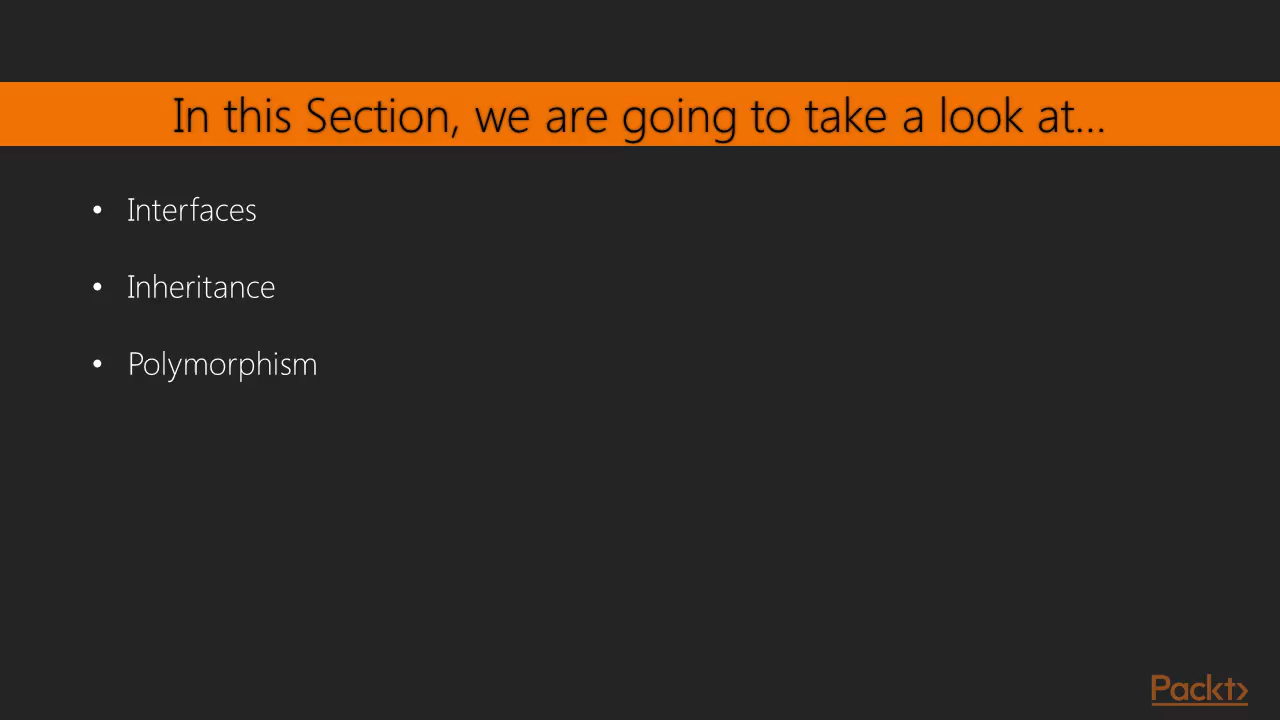 In this Section, we are going to take a look at...
• Interfaces
• Inheritance
• Polymorphism
Packt>